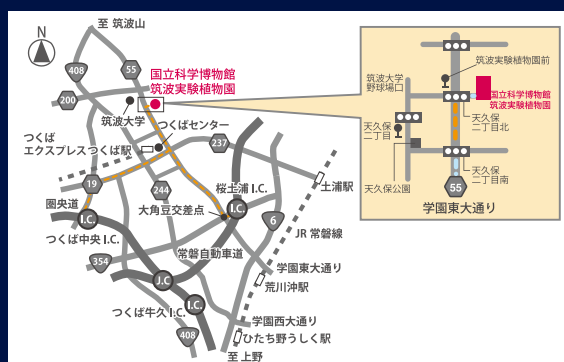 至 筑波山
N
408
55
国立科学博物館
筑波実験植物園
200
筑波大学
つくばセンター
つくば
エクスプレスつくば駅
237
19
244
土浦駅
桜土浦 I.C.
圏央道
I.C.
大角豆交差点
I.C.
6
つくば中央 I.C.
常磐自動車道
JR 常磐線
354
学園東大通り
J.C
荒川沖駅
I.C.
つくば牛久 I.C.
学園西大通り
408
ひたち野うしく駅
至 上野
筑波実験植物園前
筑波大学
野球場口
国立科学博物館
筑波実験植物園
天久保
二丁目
天久保
二丁目北
天久保公園
天久保
二丁目南
55
学園東大通り